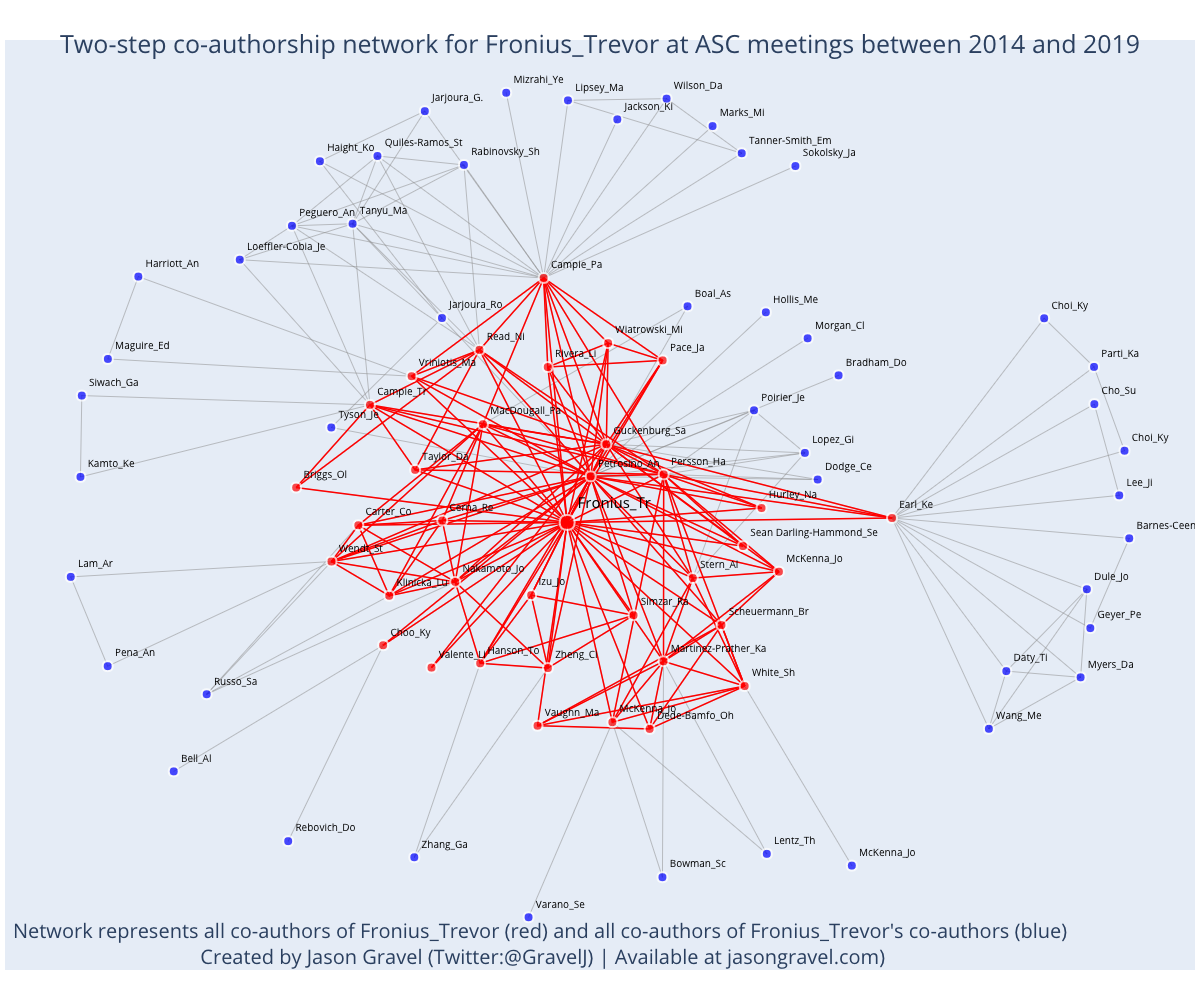 Two-step co-authorship network for Fronius_Trevor at ASC meetings between 2014 and 2019
Mizrahi_Ye
Lipsey_Ma
Wilson_Da
Jarjoura_G.
Jackson_Ki
Marks_Mi
Quiles-Ramos_St
Tanner-Smith_Em
Haight_Ko
Rabinovsky_Sh
Sokolsky_Ja
Peguero_An
Tanyu_Ma
Loeffler-Cobia_Je
Harriott_An
Campie_Pa
Boal_As
Jarjoura_Ro
Hollis_Me
Choi_Ky
Read_Ni
Wiatrowski_Mi
Morgan_Cl
Maguire_Ed
Vriniotis_Ma
Rivera_Li
Pace_Ja
Bradham_Do
Parti_Ka
Siwach_Ga
Campie_Tr
Poirier_Je
Cho_Su
Tyson_Je
MacDougall_Pa
Guckenburg_Sa
Lopez_Gi
Choi_Ky
Kamto_Ke
Briggs_Ol
Taylor_Da
Petrosino_An
Persson_Ha
Dodge_Ce
Lee_Ji
Hurley_Na
Fronius_Tr
Earl_Ke
Carter_Co
Cerna_Re
Barnes-Ceen
Sean Darling-Hammond_Se
Wendt_St
McKenna_Jo
Lam_Ar
Klinicka_Lu
Nakamoto_Jo
Izu_Jo
Stern_Al
Dule_Jo
Simzar_Ra
Scheuermann_Br
Geyer_Pe
Choo_Ky
Pena_An
Valente_Li
Hanson_To
Zheng_Ci
Martinez-Prather_Ka
White_Sh
Daty_Ti
Myers_Da
Russo_Sa
Vaughn_Ma
McKenna_Jo
Dede-Bamfo_Oh
Wang_Me
Bell_Al
Rebovich_Do
Zhang_Ga
Lentz_Th
McKenna_Jo
Bowman_Sc
Varano_Se
Network represents all co-authors of Fronius_Trevor (red) and all co-authors of Fronius_Trevor's co-authors (blue)
Created by Jason Gravel (Twitter:@GravelJ) | Available at jasongravel.com)